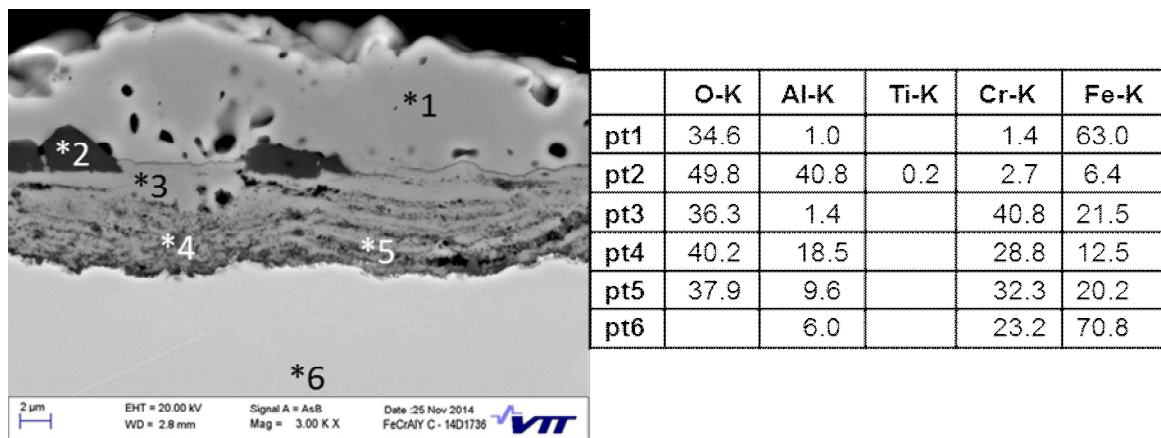 *1
*2
*3
*4
*5
*6
2 µm
EHT = 20.00 kV Signal A = AsB Date :25 Nov 2014
WD = 2.8 mm Mag = 3.00 K X FeCrAlY C - 14D1736
VTT
O-K Al-K Ti-K Cr-K Fe-K
pt1 34.6 1.0 1.4 63.0
pt2 49.8 40.8 0.2 2.7 6.4
pt3 36.3 1.4 40.8 21.5
pt4 40.2 18.5 28.8 12.5
pt5 37.9 9.6 32.3 20.2
pt6 6.0 23.2 70.8